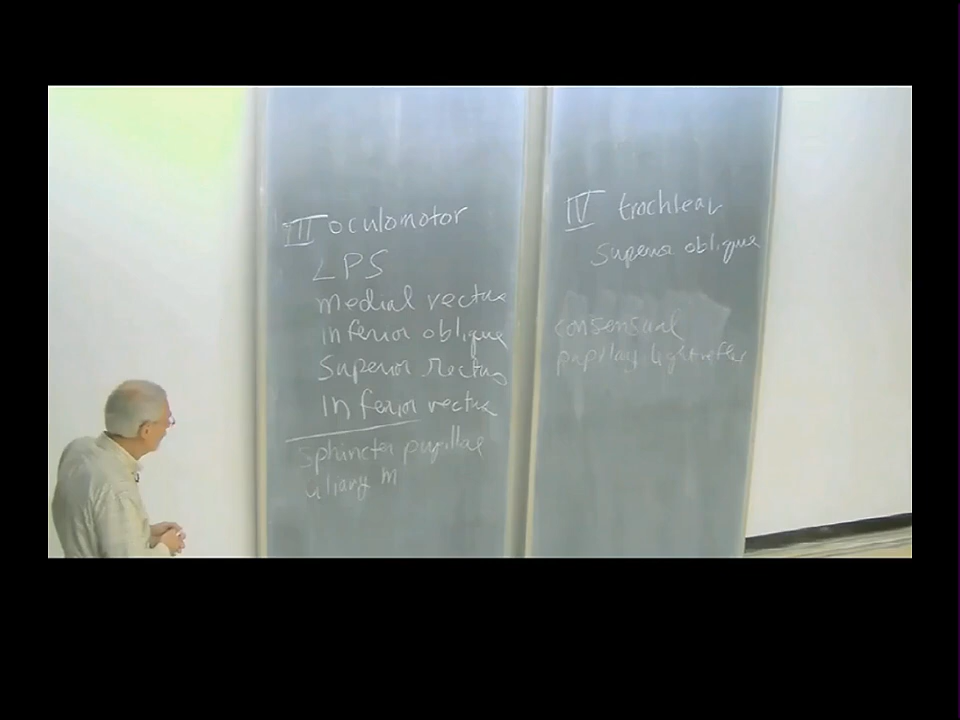 III oculomotor
LPS
medial rectus
inferior oblique
Superior rectus
inferior rectus
sphincter pupillae
ciliary m
IV trochlear
Superior oblique
consensual
pupilay light reflex